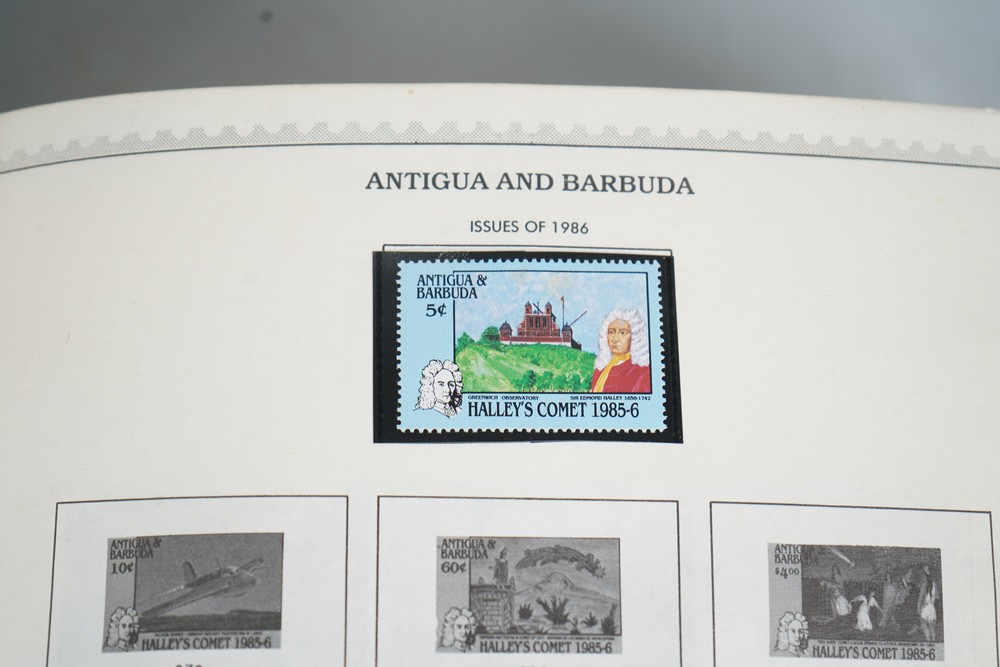 ANTIGUA AND BARBUDA
ISSUES OF 1986
ANTIGUA &
BARBUDA
5¢
GREENWICH OBSERVATORY SIR EDMOND HALLEY 1656-1742
HALLEY'S COMET 1985-6
ANTIGUA &
BARBUDA
10¢
HALLEY'S COMET 1985-6
ANTIGUA &
BARBUDA
60¢
HALLEY'S COMET 1985-6
ANTIGUA &
BARBUDA
$4.00
HALLEY'S COMET 1985-6